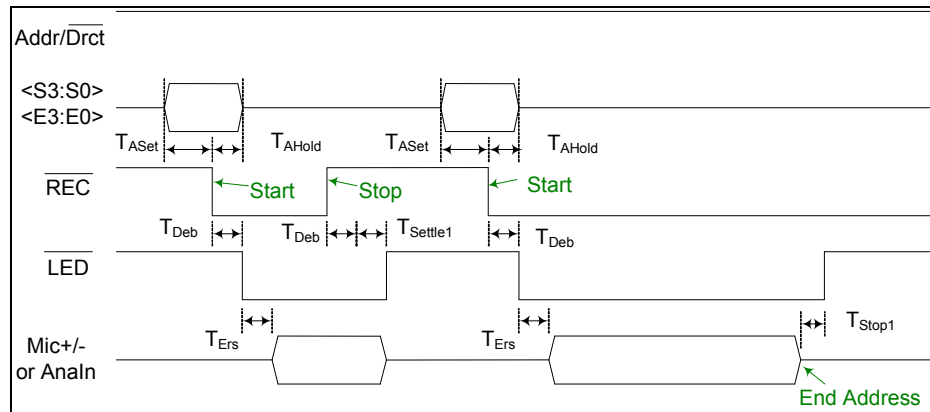 Addr/Drct
<S3:S0>
<E3:E0>
TASet TAHold TASet TAHold
REC Start Stop Start
TDeb TDeb TSettle1 TDeb
LED
TErs TErs TStop1
Mic+/-
or AnaIn
End Address